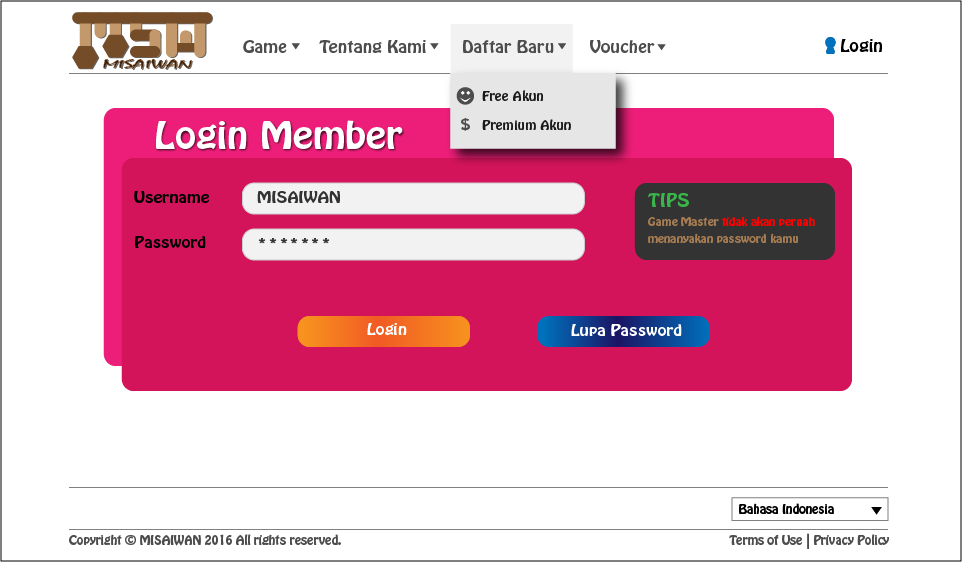 MSW
MISAIWAN
Game ▾ Tentang Kami ▾ Daftar Baru ▾ Voucher ▾ Login
Free Akun
$ Premium Akun
Login Member
Username MISAIWAN
Password *******
TIPS
Game Master tidak akan pernah
menanyakan password kamu
Login Lupa Password
Bahasa Indonesia
Copyright © MISAIWAN 2016 All rights reserved. Terms of Use | Privacy Policy